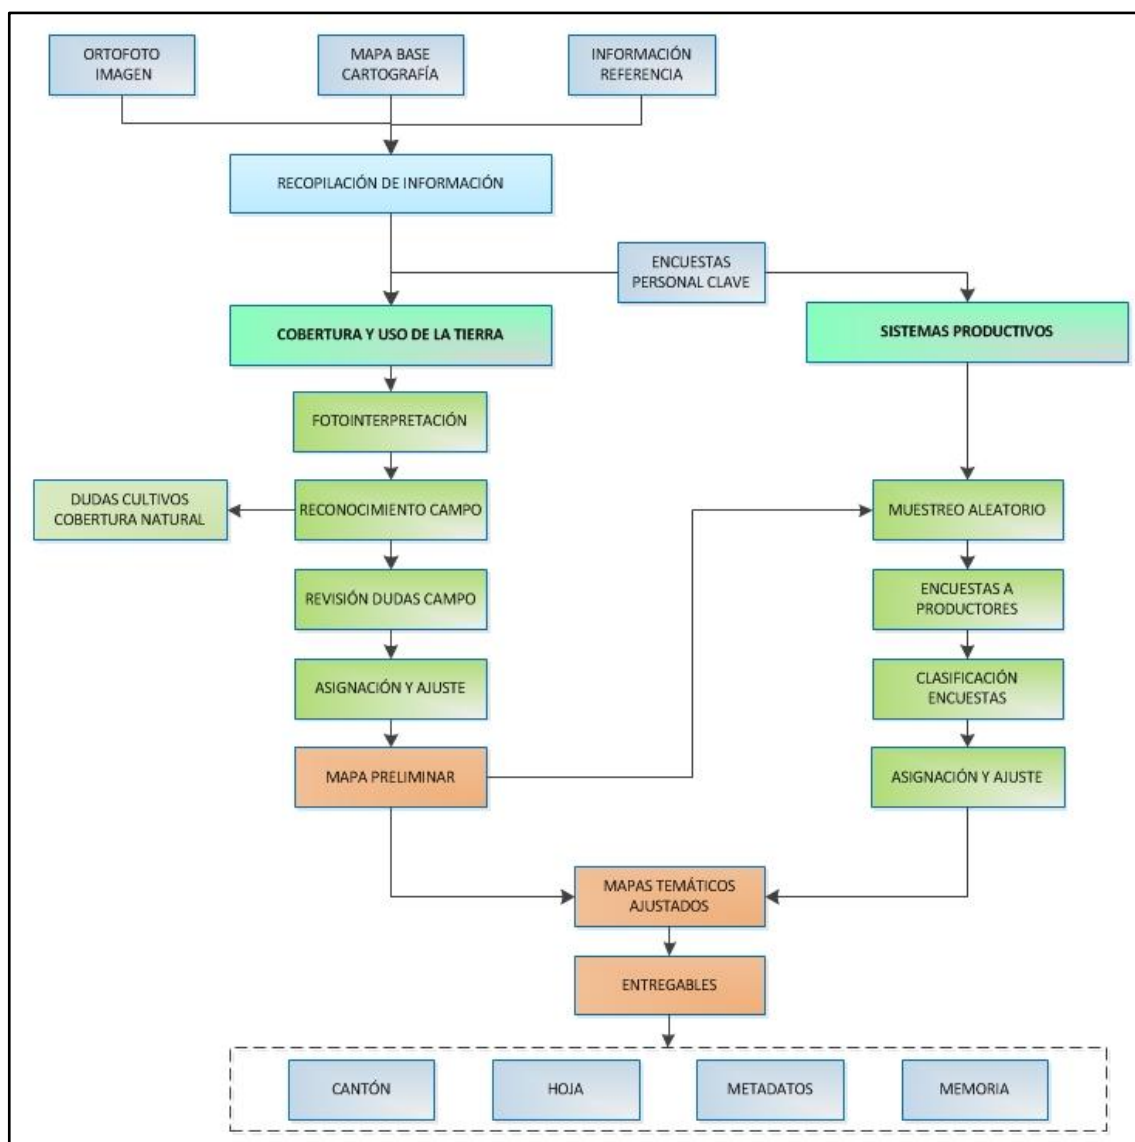 ORTOFOTO
IMAGEN
MAPA BASE
CARTOGRAFÍA
INFORMACIÓN
REFERENCIA
RECOPILACIÓN DE INFORMACIÓN
ENCUESTAS
PERSONAL CLAVE
COBERTURA Y USO DE LA TIERRA
SISTEMAS PRODUCTIVOS
FOTOINTERPRETACIÓN
DUDAS CULTIVOS
COBERTURA NATURAL
RECONOCIMIENTO CAMPO
MUESTREO ALEATORIO
REVISIÓN DUDAS CAMPO
ENCUESTAS A
PRODUCTORES
ASIGNACIÓN Y AJUSTE
CLASIFICACIÓN
ENCUESTAS
MAPA PRELIMINAR
ASIGNACIÓN Y AJUSTE
MAPAS TEMÁTICOS
AJUSTADOS
ENTREGABLES
CANTÓN
HOJA
METADATOS
MEMORIA